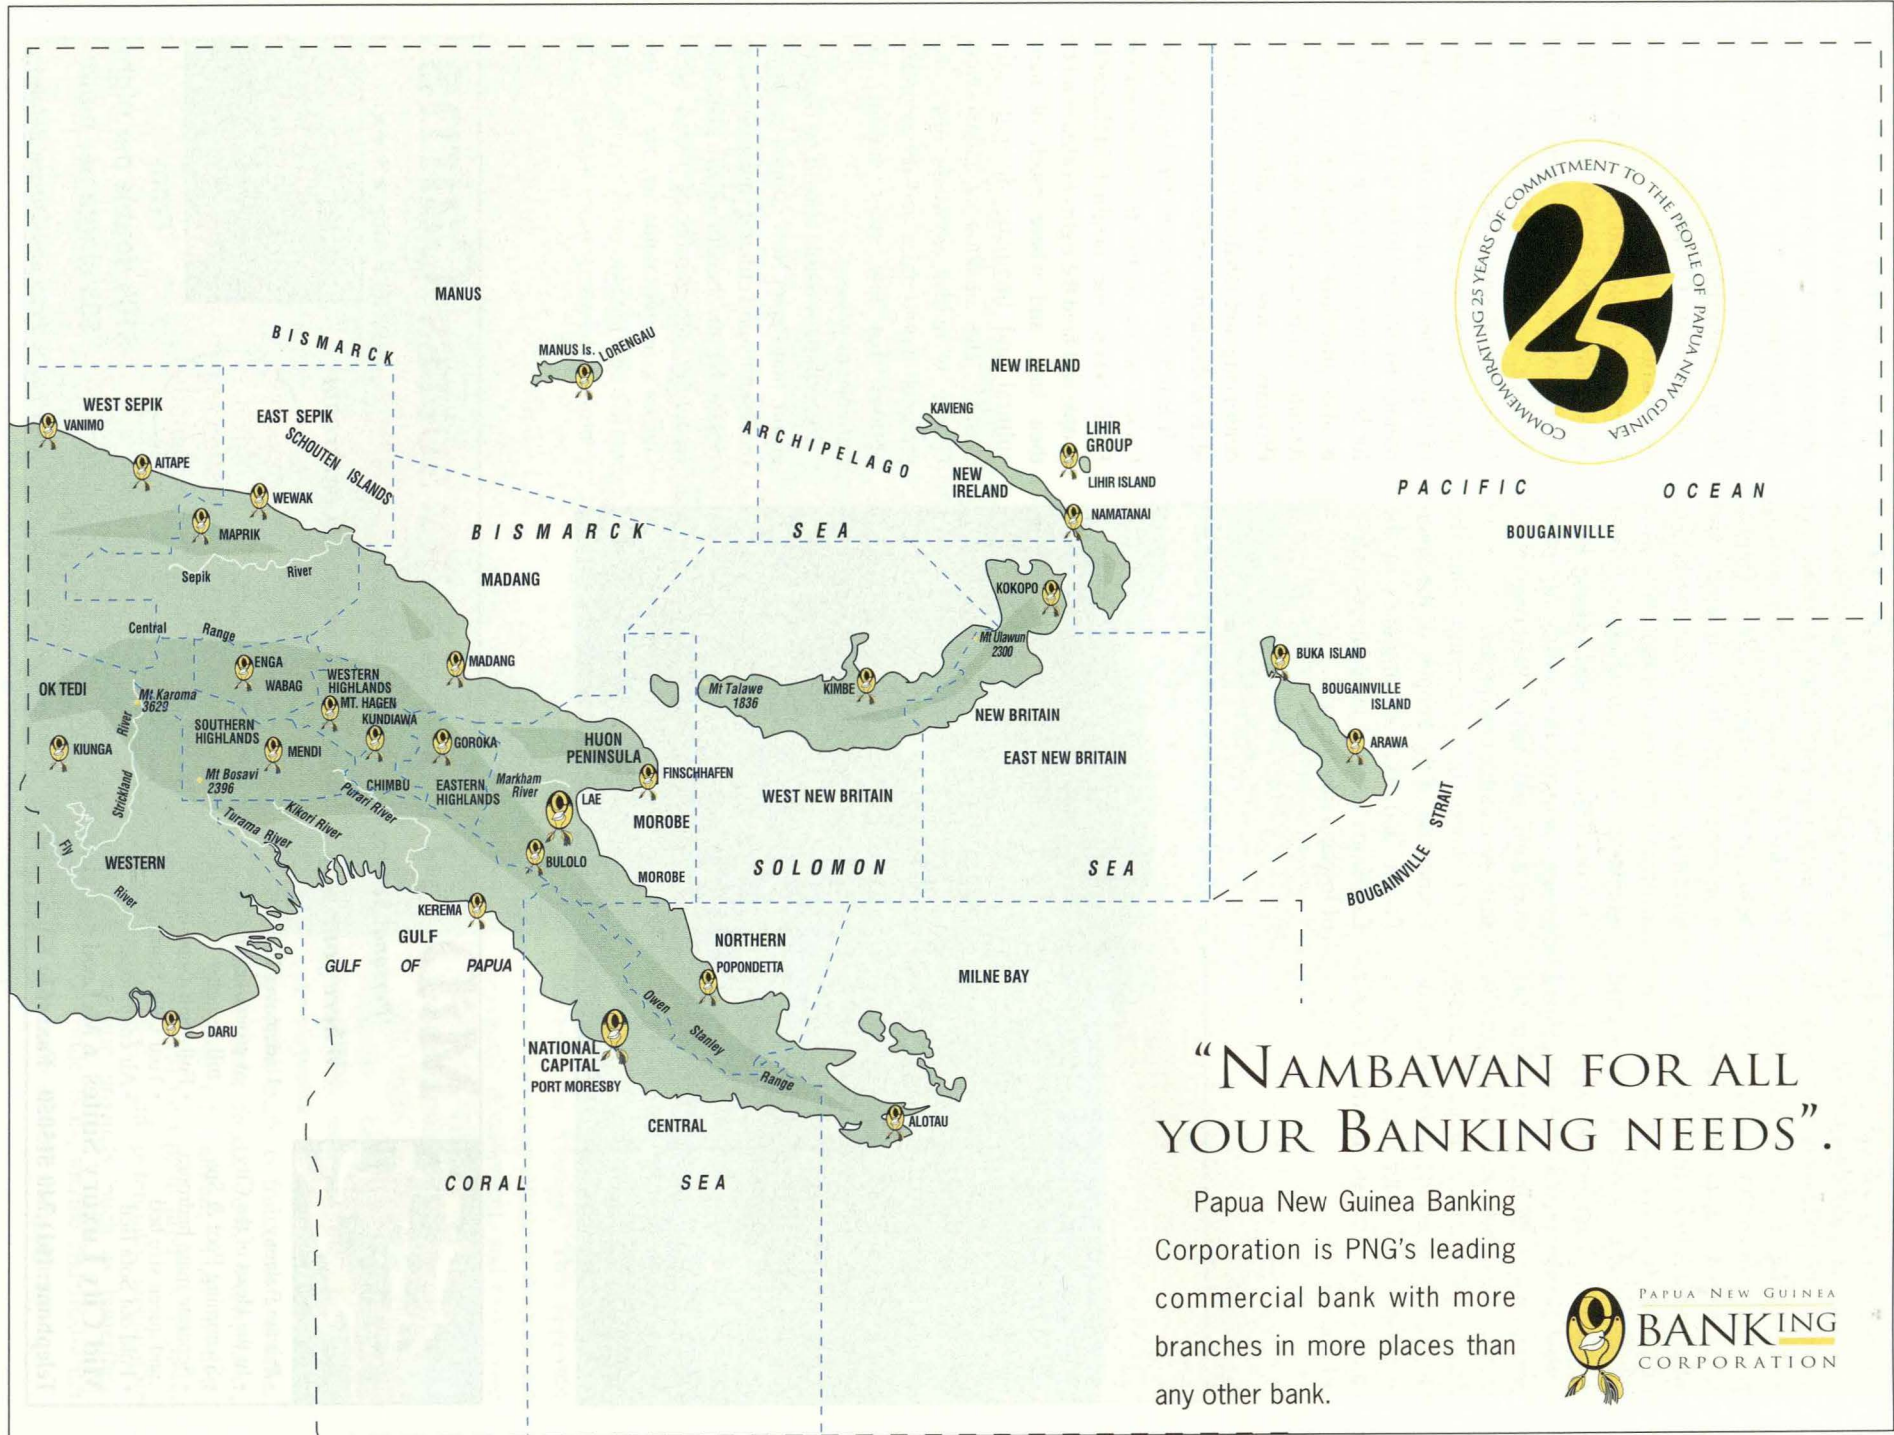 COMMEMORATING 25 YEARS OF COMMITMENT TO THE PEOPLE OF PAPUA NEW GUINEA
25
MANUS
BISMARCK
MANUS Is.
LORENGAU
NEW IRELAND
WEST SEPIK
VANIMO
EAST SEPIK
SCHOUTEN ISLANDS
ARCHIPELAGO
KAVIENG
LIHIR
GROUP
AITAPE
WEWAK
NEW
IRELAND
LIHIR ISLAND
PACIFIC OCEAN
NAMATANAI
MAPRIK
BISMARCK SEA
BOUGAINVILLE
Sepik River
MADANG
KOKOPO
Central Range
Mt Ulawun
2300
BUKA ISLAND
ENGA
WABAG
WESTERN
HIGHLANDS
MADANG
OK TEDI
Mt Karoma
3629
MT. HAGEN
Mt Talawe
1836
KIMBE
BOUGAINVILLE
ISLAND
SOUTHERN
HIGHLANDS
KUNDIAWA
NEW BRITAIN
KIUNGA
MENDI
GOROKA
HUON
PENINSULA
EAST NEW BRITAIN
ARAWA
Strickland River
Mt Bosavi
2396
CHIMBU
EASTERN
HIGHLANDS
Markham
River
FINSCHHAFEN
LAE
WEST NEW BRITAIN
Purari River
Kikori River
Turama River
MOROBE
BOUGAINVILLE STRAIT
Fly River
WESTERN
BULOLO
MOROBE
SOLOMON SEA
KEREMA
GULF
GULF OF PAPUA
NORTHERN
POPONDETTA
MILNE BAY
DARU
Owen Stanley Range
NATIONAL
CAPITAL
PORT MORESBY
CENTRAL
ALOTAU
CORAL SEA
“NAMBAWAN FOR ALL
YOUR BANKING NEEDS”.
Papua New Guinea Banking
Corporation is PNG's leading
commercial bank with more
branches in more places than
any other bank.
PAPUA NEW GUINEA
BANKING
CORPORATION